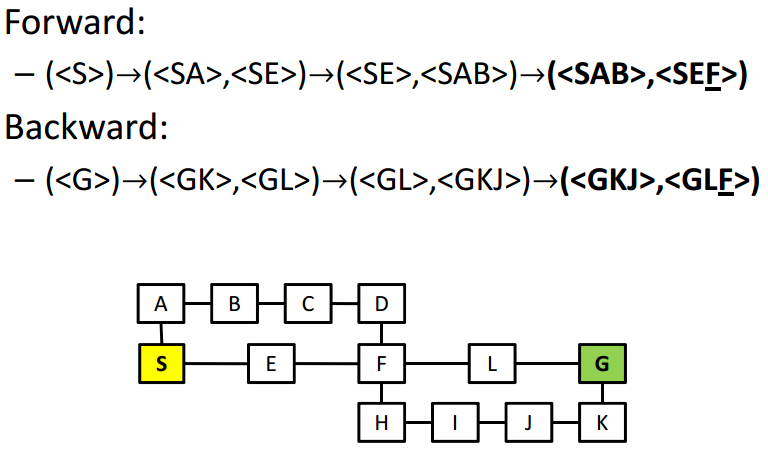 Forward:
– (<S>)→(<SA>,<SE>)→(<SE>,<SAB>)→(<SAB>,<SEF>)
Backward:
– (<G>)→(<GK>,<GL>)→(<GL>,<GKJ>)→(<GKJ>,<GLF>)
A B C D
S E F L G
H I J K